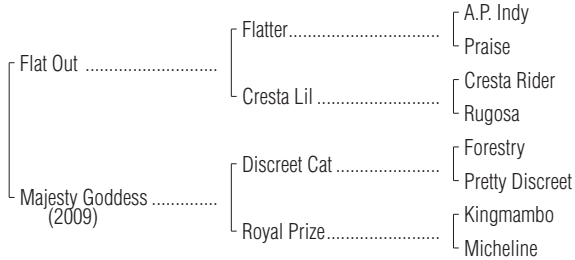 A.P. Indy
Flatter
Praise
Flat Out
Cresta Rider
Cresta Lil
Rugosa
Forestry
Discreet Cat
Pretty Discreet
Majesty Goddess
(2009)
Kingmambo
Royal Prize
Micheline